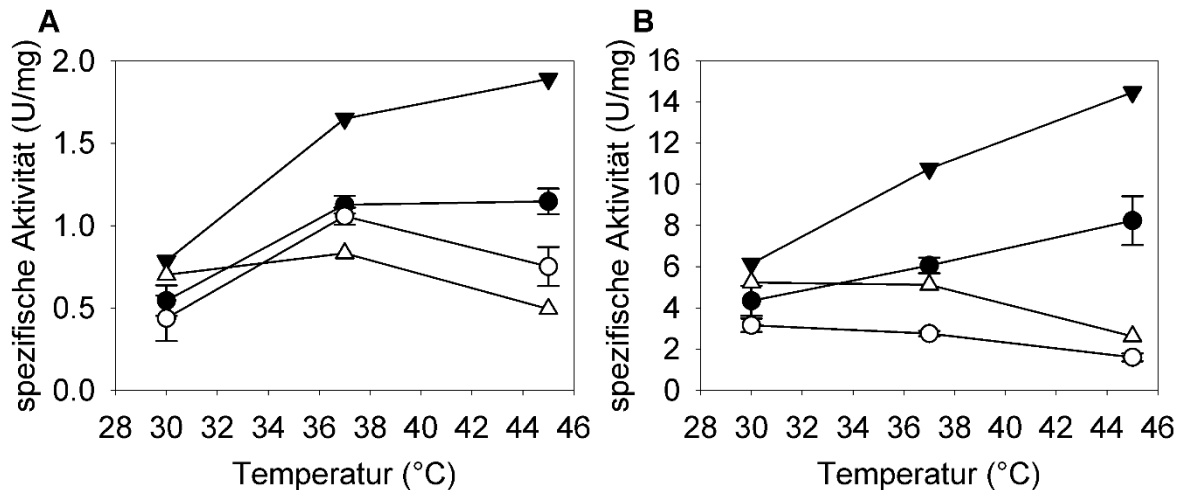 A
spezifische Aktivität (U/mg)
2.0
1.5
1.0
0.5
0.0
28 30 32 34 36 38 40 42 44 46
Temperatur (°C)
B
spezifische Aktivität (U/mg)
16
14
12
10
8
6
4
2
0
28 30 32 34 36 38 40 42 44 46
Temperatur (°C)